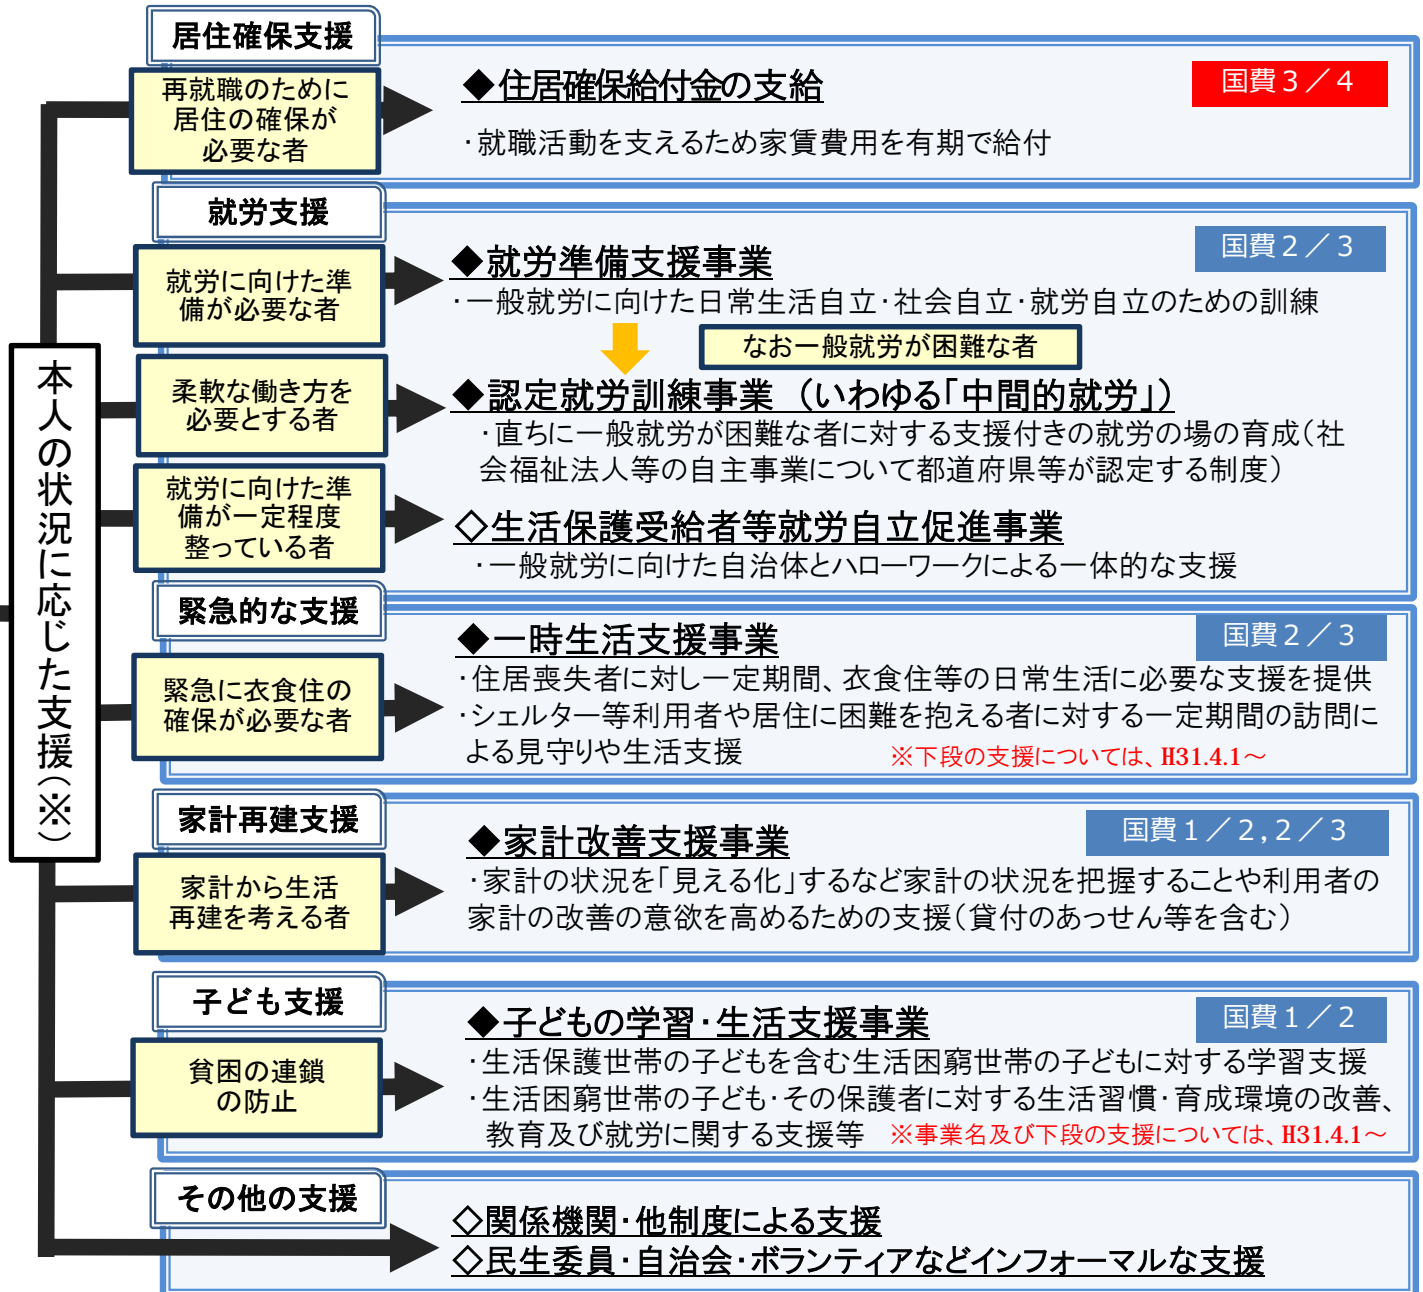 本人の状況に応じた支援（※）
居住確保支援
再就職のために
居住の確保が
必要な者
◆住居確保給付金の支給
国費３／４
・就職活動を支えるため家賃費用を有期で給付
就労支援
就労に向けた準
備が必要な者
◆就労準備支援事業
国費２／３
・一般就労に向けた日常生活自立・社会自立・就労自立のための訓練
なお一般就労が困難な者
柔軟な働き方を
必要とする者
◆認定就労訓練事業（いわゆる「中間的就労」）
・直ちに一般就労が困難な者に対する支援付きの就労の場の育成（社
会福祉法人等の自主事業について都道府県等が認定する制度）
就労に向けた準
備が一定程度
整っている者
◇生活保護受給者等就労自立促進事業
・一般就労に向けた自治体とハローワークによる一体的な支援
緊急的な支援
緊急に衣食住の
確保が必要な者
◆一時生活支援事業
国費２／３
・住居喪失者に対し一定期間、衣食住等の日常生活に必要な支援を提供
・シェルター等利用者や居住に困難を抱える者に対する一定期間の訪問に
よる見守りや生活支援
※下段の支援については、H31.4.1～
家計再建支援
家計から生活
再建を考える者
◆家計改善支援事業
国費１／２,２／３
・家計の状況を「見える化」するなど家計の状況を把握することや利用者の
家計の改善の意欲を高めるための支援（貸付のあっせん等を含む）
子ども支援
貧困の連鎖
の防止
◆子どもの学習・生活支援事業
国費１／２
・生活保護世帯の子どもを含む生活困窮世帯の子どもに対する学習支援
・生活困窮世帯の子ども・その保護者に対する生活習慣・育成環境の改善、
教育及び就労に関する支援等
※事業名及び下段の支援については、H31.4.1～
その他の支援
◇関係機関・他制度による支援
◇民生委員・自治会・ボランティアなどインフォーマルな支援